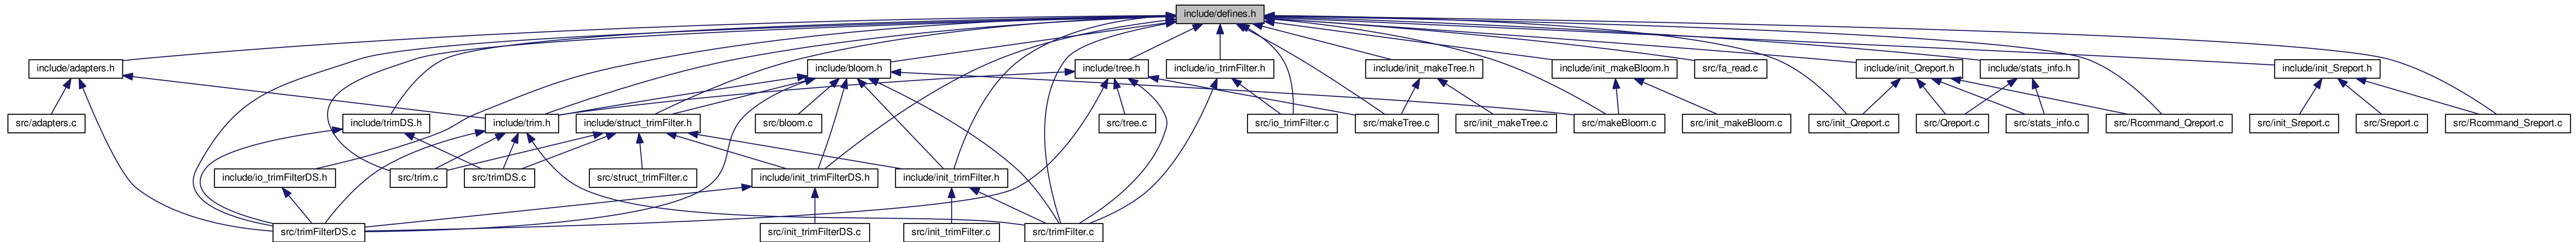 include/defines.h
include/adapters.h
include/bloom.h
include/tree.h
include/io_trimFilter.h
include/init_makeTree.h
include/init_makeBloom.h
src/fa_read.c
include/init_Qreport.h
include/stats_info.h
include/init_Sreport.h
src/adapters.c
include/trimDS.h
include/trim.h
include/struct_trimFilter.h
src/bloom.c
src/tree.c
src/io_trimFilter.c
src/makeTree.c
src/init_makeTree.c
src/makeBloom.c
src/init_makeBloom.c
src/init_Qreport.c
src/Qreport.c
src/stats_info.c
src/Rcommand_Qreport.c
src/init_Sreport.c
src/Sreport.c
src/Rcommand_Sreport.c
include/io_trimFilterDS.h
src/trim.c
src/trimDS.c
src/struct_trimFilter.c
include/init_trimFilterDS.h
include/init_trimFilter.h
src/trimFilterDS.c
src/init_trimFilterDS.c
src/init_trimFilter.c
src/trimFilter.c